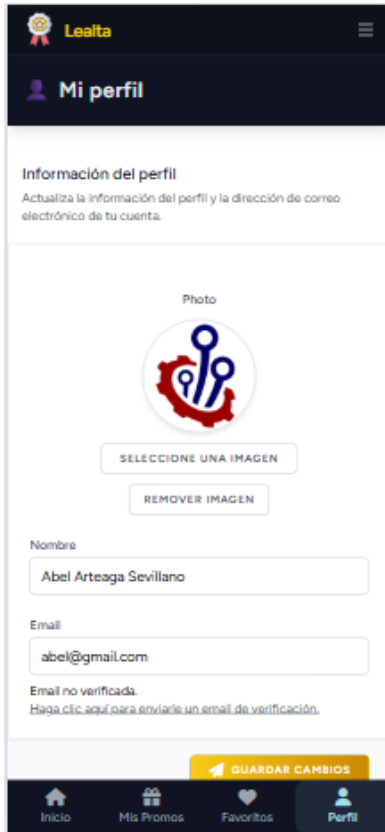 Lealta
Mi perfil
Información del perfil
Actualiza la información del perfil y la dirección de correo
electrónico de tu cuenta.
Photo
SELECCIONE UNA IMAGEN
REMOVER IMAGEN
Nombre
Abel Arteaga Sevillano
Email
abel@gmail.com
Email no verificada.
Haga clic aquí para enviarle un email de verificación.
GUARDAR CAMBIOS
Inicio
Mis Promos
Favoritos
Perfil